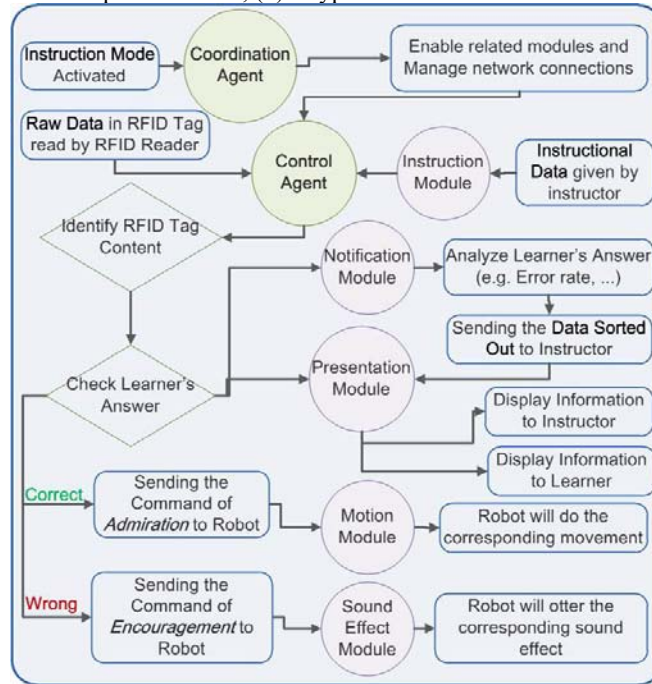 Instruction Mode
Activated
Coordination
Agent
Enable related modules and
Manage network connections
Raw Data in RFID Tag
read by RFID Reader
Control
Agent
Instruction
Module
Instructional
Data given by
instructor
Identify RFID Tag
Content
Notification
Module
Analyze Learner's Answer
(e.g. Error rate, ...)
Sending the Data Sorted
Out to Instructor
Check Learner's
Answer
Presentation
Module
Display Information
to Instructor
Display Information
to Learner
Correct
Sending the
Command of
Admiration to Robot
Motion
Module
Robot will do the
corresponding movement
Wrong
Sending the
Command of
Encouragement to
Robot
Sound
Effect
Module
Robot will otter the
corresponding sound
effect